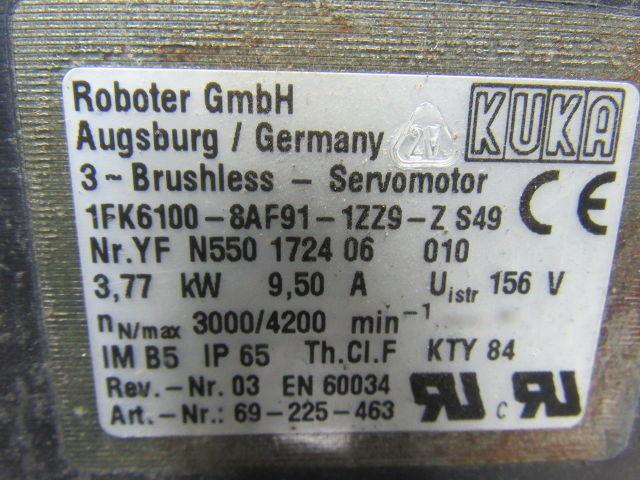 Roboter GmbH
Augsburg / Germany
KUKA
3 ~ Brushless – Servomotor
1FK6100-8AF91-1ZZ9-Z S49
CE
Nr.YF N550 1724 06 010
3,77 kW 9,50 A Uistr 156 V
nN/max 3000/4200 min⁻¹
IM B5 IP 65 Th.Cl.F KTY 84
Rev.-Nr. 03 EN 60034
Art.-Nr.: 69-225-463
c